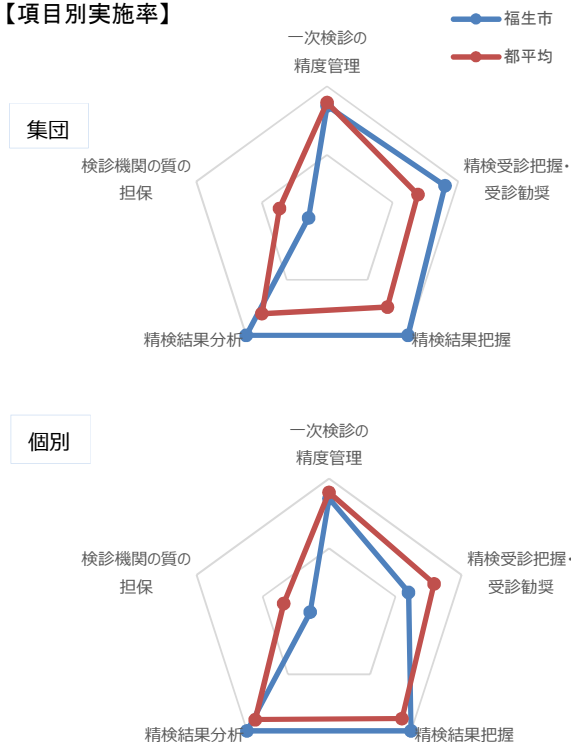 【項目別実施率】
福生市
都平均
集団
一次検診の
精度管理
精検受診把握・
受診勧奨
検診機関の質の
担保
精検結果分析
精検結果把握
個別
一次検診の
精度管理
精検受診把握・
受診勧奨
検診機関の質の
担保
精検結果分析
精検結果把握